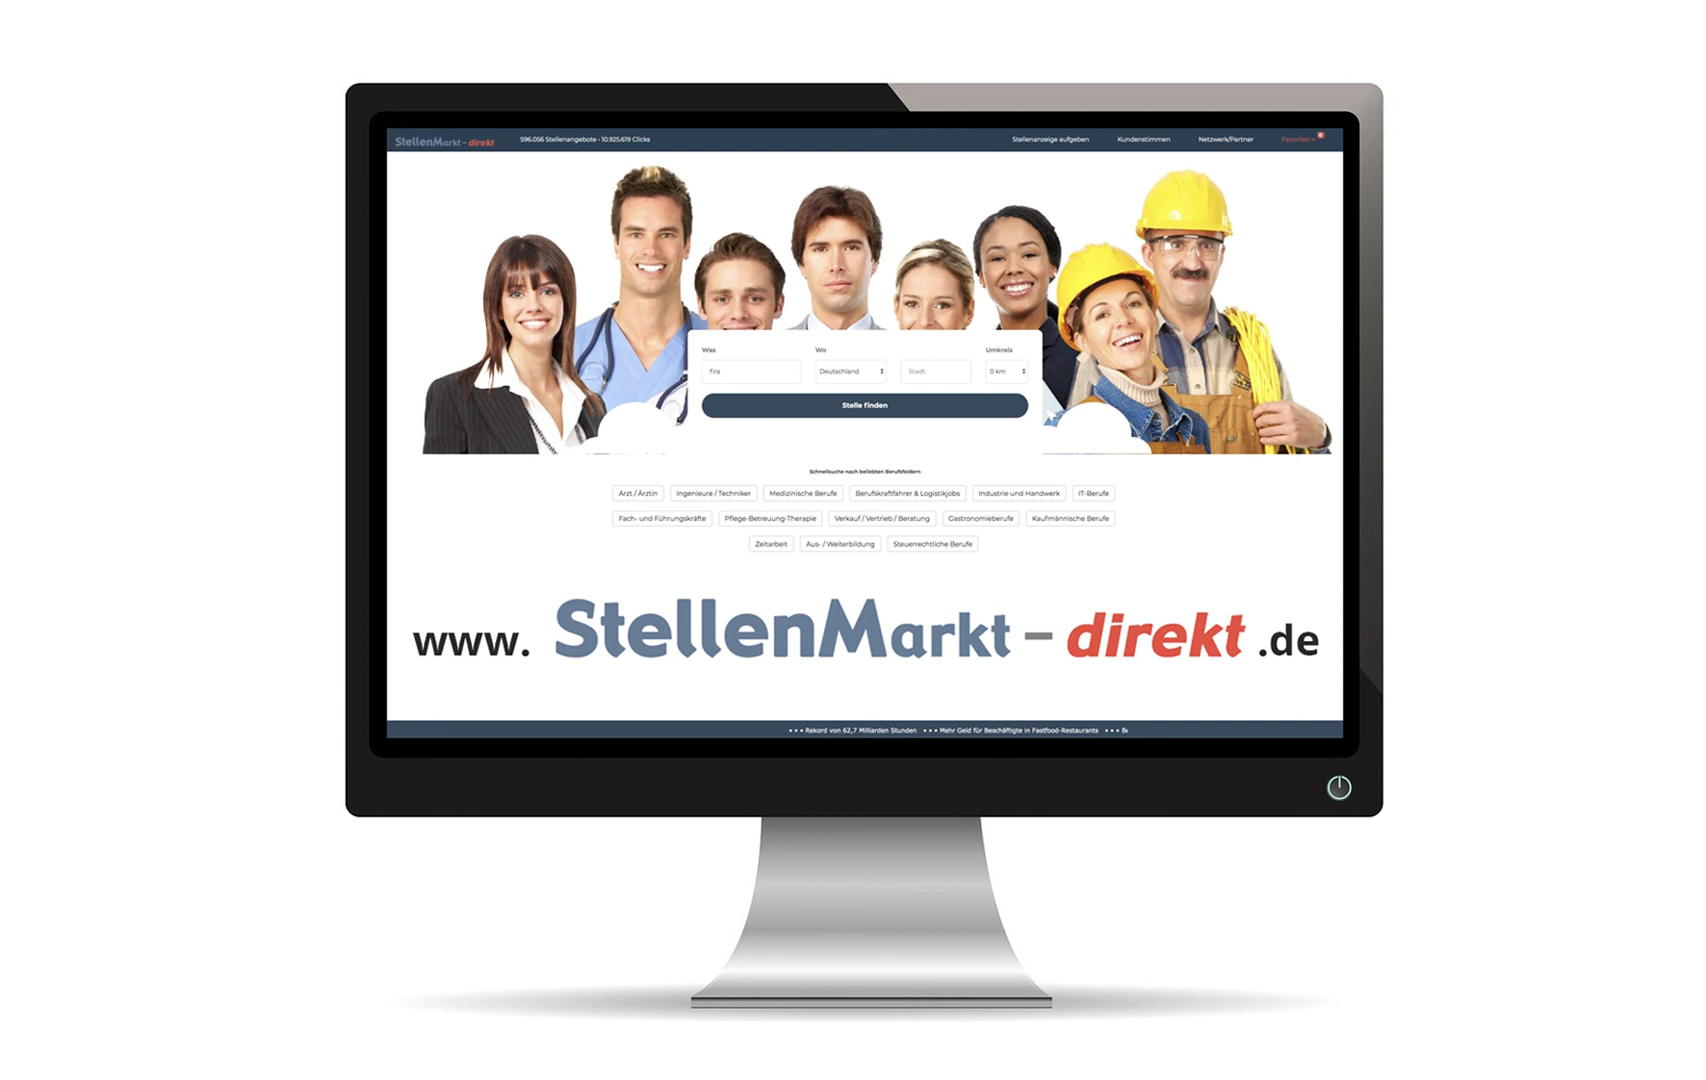 StellenMarkt - direkt 596.056 Stellenangebote • 10.925.619 Clicks Stellenanzeige aufgeben Kundenstimmen Netzwerk/Partner Favoriten 0
Was Wo Umkreis
fira Deutschland Stadt 0 km
Stelle finden
Schnellsuche nach beliebten Berufsfeldern
Arzt / Ärztin Ingenieure / Techniker Medizinische Berufe Berufskraftfahrer & Logistikjobs Industrie und Handwerk IT-Berufe
Fach- und Führungskräfte Pflege-Betreuung-Therapie Verkauf / Vertrieb / Beratung Gastronomieberufe Kaufmännische Berufe
Zeitarbeit Aus- / Weiterbildung Steuerrechtliche Berufe
www. StellenMarkt - direkt .de
• • • Rekord von 62,7 Milliarden Stunden • • • Mehr Geld für Beschäftigte in Fastfood-Restaurants • • •